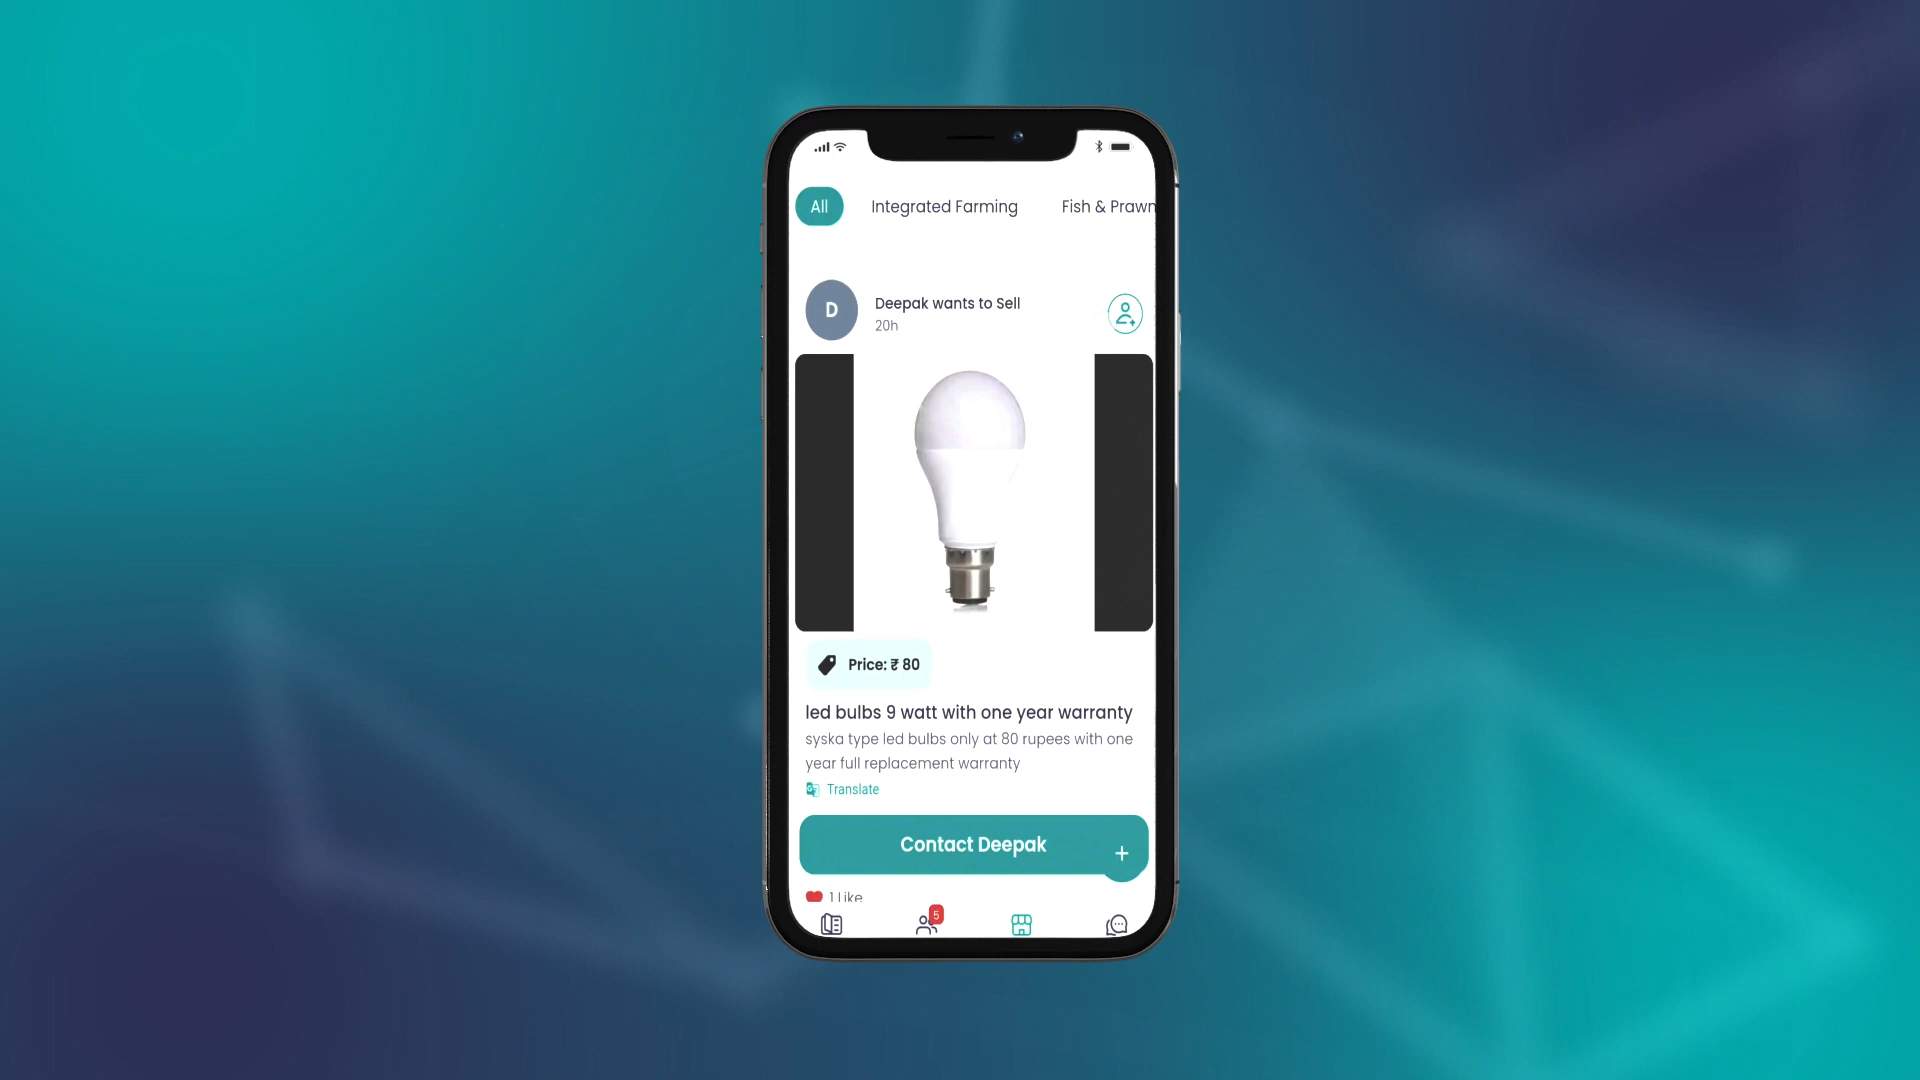 All Integrated Farming Fish & Prawn
D
Deepak wants to Sell
20h
Price: ₹ 80
led bulbs 9 watt with one year warranty
syska type led bulbs only at 80 rupees with one
year full replacement warranty
Translate
Contact Deepak
+
1 Like
5